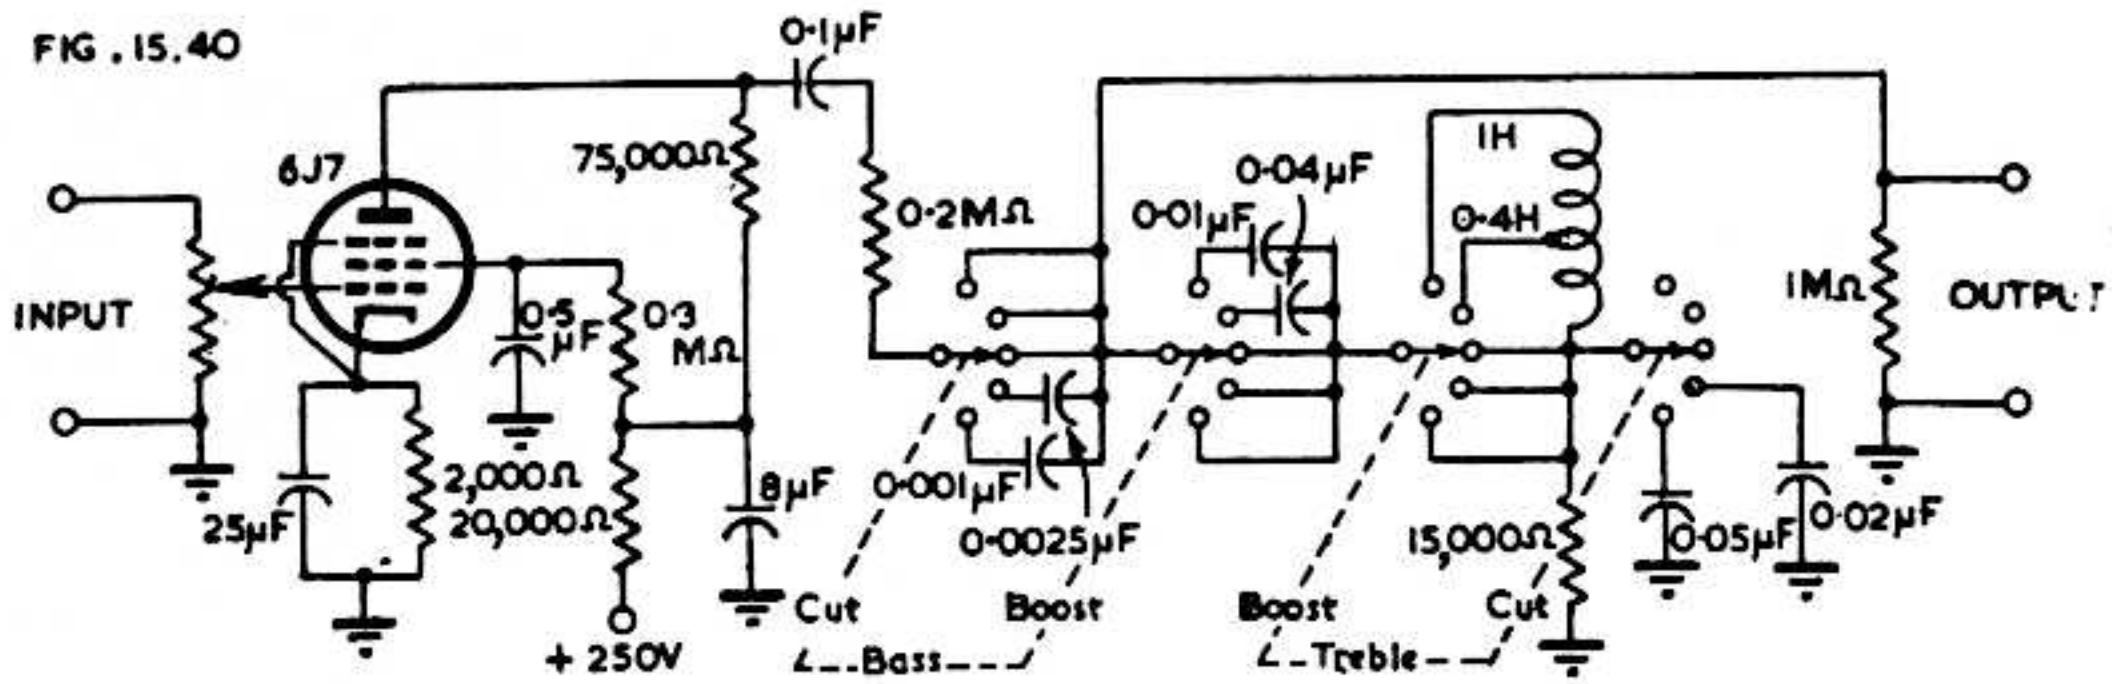 FIG. 15.40
0.1µF
6J7
75,000Ω
0.2MΩ
INPUT
0.5
µF
0.3
MΩ
2,000Ω
20,000Ω
25µF
8µF
+ 250V
0.001µF
0.0025µF
0.01µF
0.04µF
1H
0.4H
15,000Ω
0.05µF
0.02µF
1MΩ
OUTPUT
Cut
Boost
Boost
Cut
Bass
Treble